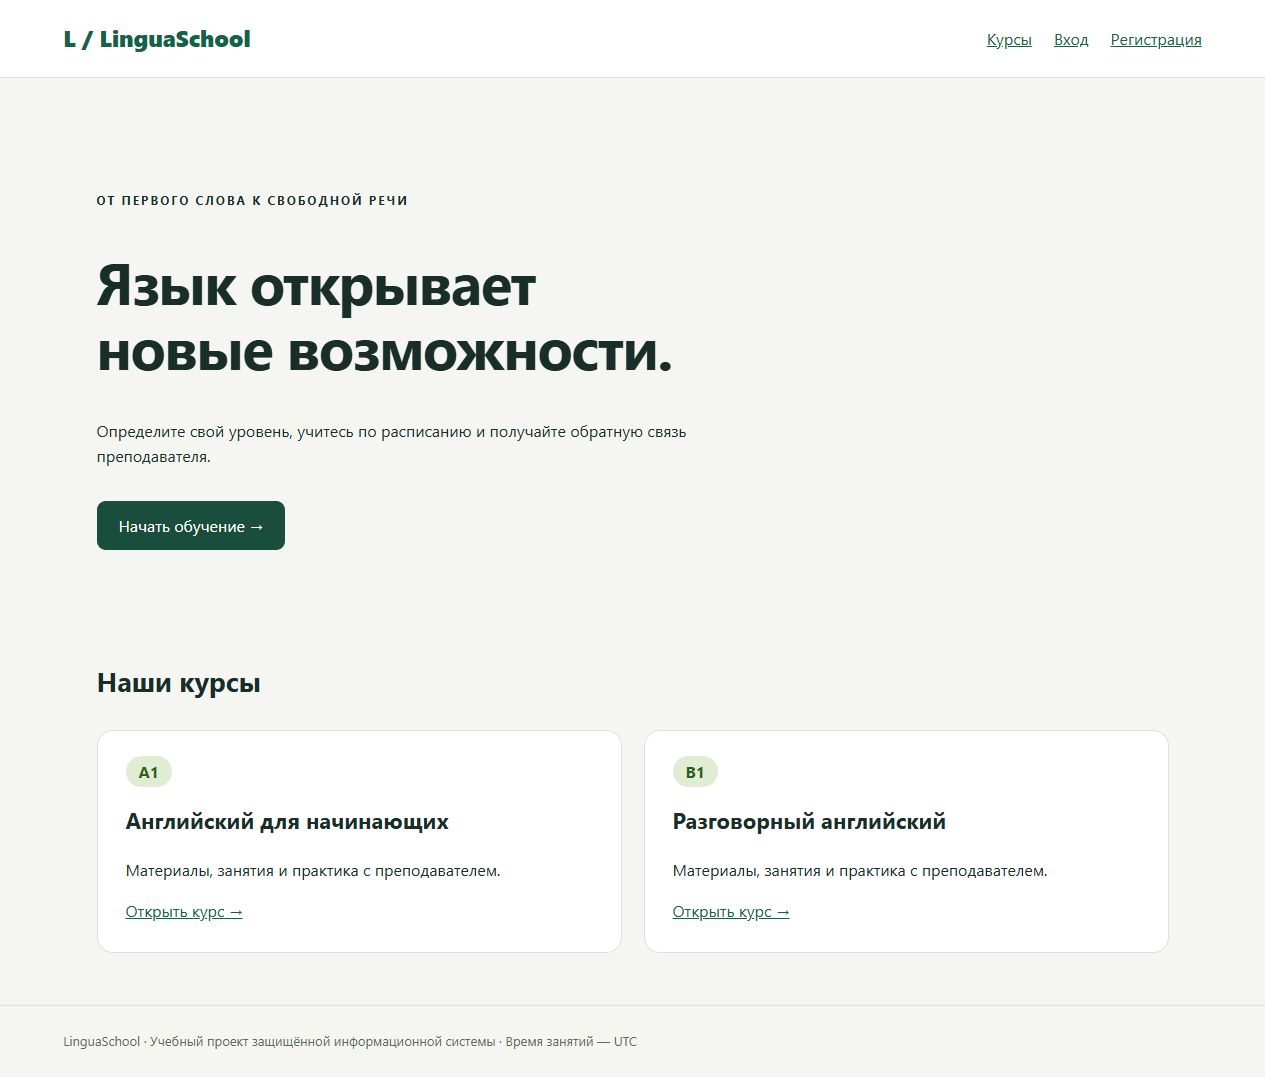 L / LinguaSchool
Курсы Вход Регистрация
ОТ ПЕРВОГО СЛОВА К СВОБОДНОЙ РЕЧИ
Язык открывает
новые возможности.
Определите свой уровень, учитесь по расписанию и получайте обратную связь
преподавателя.
Начать обучение →
Наши курсы
A1
Английский для начинающих
Материалы, занятия и практика с преподавателем.
Открыть курс →
B1
Разговорный английский
Материалы, занятия и практика с преподавателем.
Открыть курс →
LinguaSchool · Учебный проект защищённой информационной системы · Время занятий — UTC